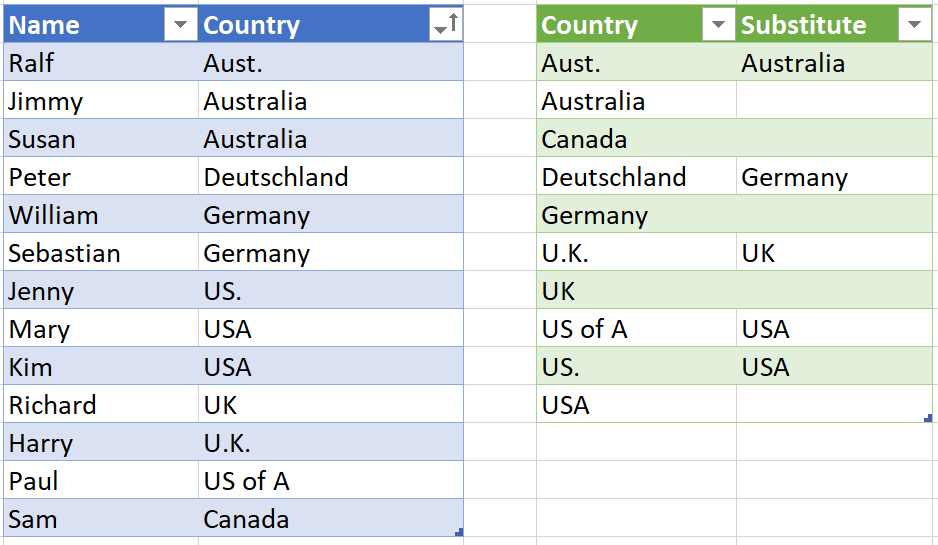 Name Country Country Substitute
Ralf Aust. Aust. Australia
Jimmy Australia Australia
Susan Australia Canada
Peter Deutschland Deutschland Germany
William Germany Germany
Sebastian Germany U.K. UK
Jenny US. UK
Mary USA US of A USA
Kim USA US. USA
Richard UK USA
Harry U.K.
Paul US of A
Sam Canada